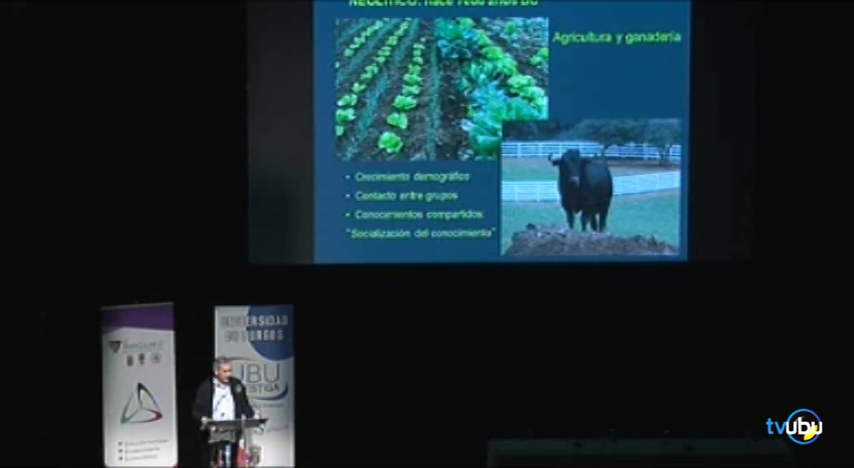 NEOLÍTICO: hace 7000 años BC
Agricultura y ganadería
• Crecimiento demográfico
• Contacto entre grupos
• Conocimientos compartidos
"Socialización del conocimiento"
UNIVERSIDAD
DE BURGOS
UBU
INVESTIGA
tvubu